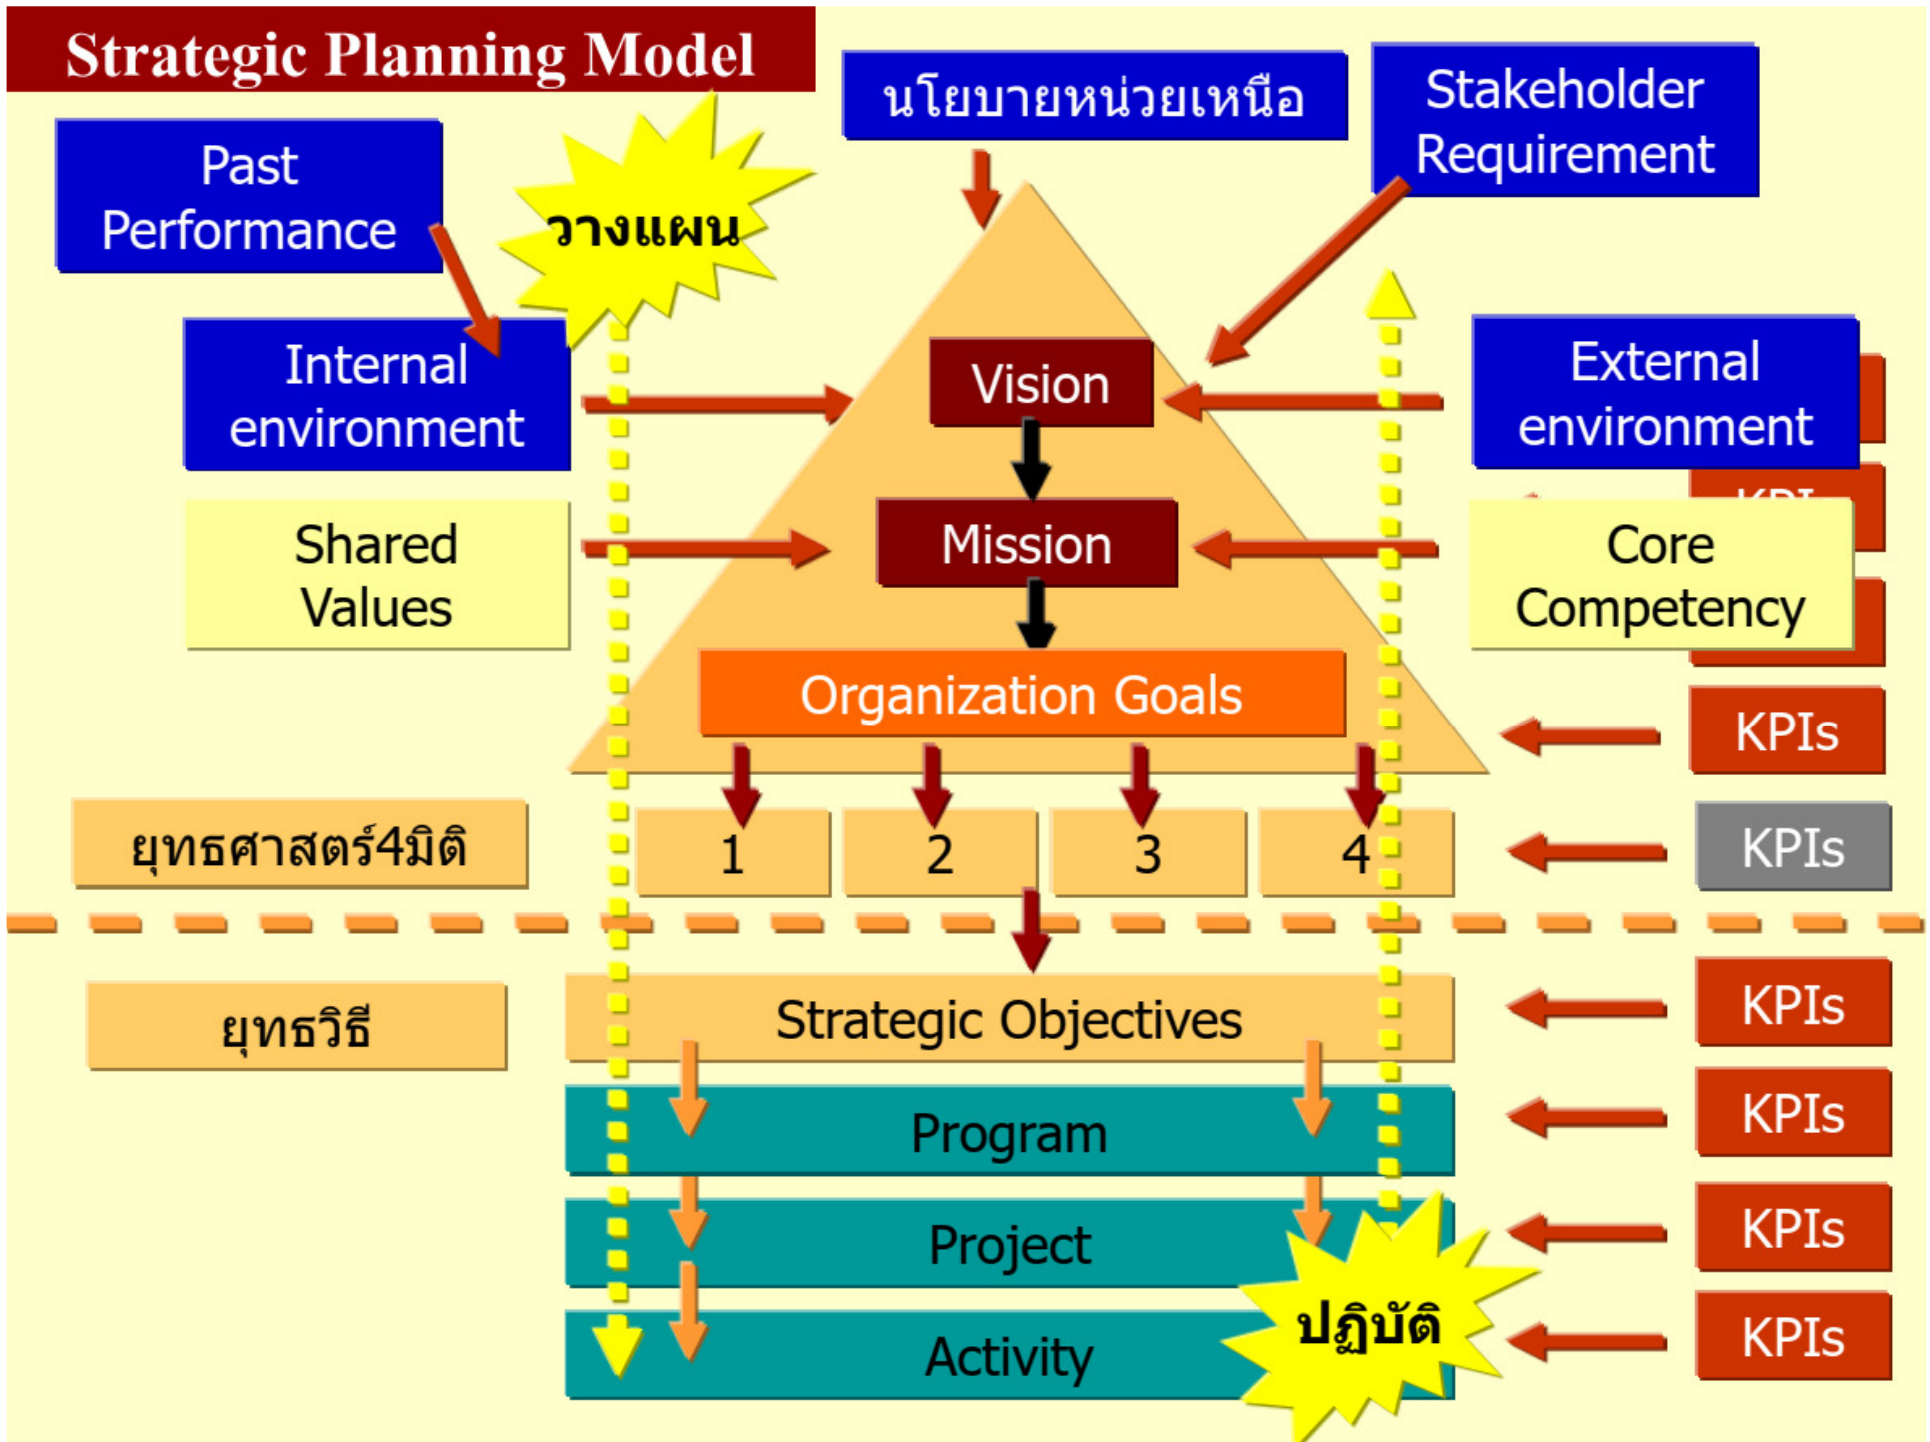 Strategic Planning Model
นโยบายหน่วยเหนือ
Stakeholder
Requirement
Past
Performance
วางแผน
Internal
environment
Vision
External
environment
Shared
Values
Mission
Core
Competency
Organization Goals
KPIs
ยุทธศาสตร์4มิติ
1
2
3
4
KPIs
ยุทธวิธี
Strategic Objectives
KPIs
Program
KPIs
Project
KPIs
Activity
ปฏิบัติ
KPIs